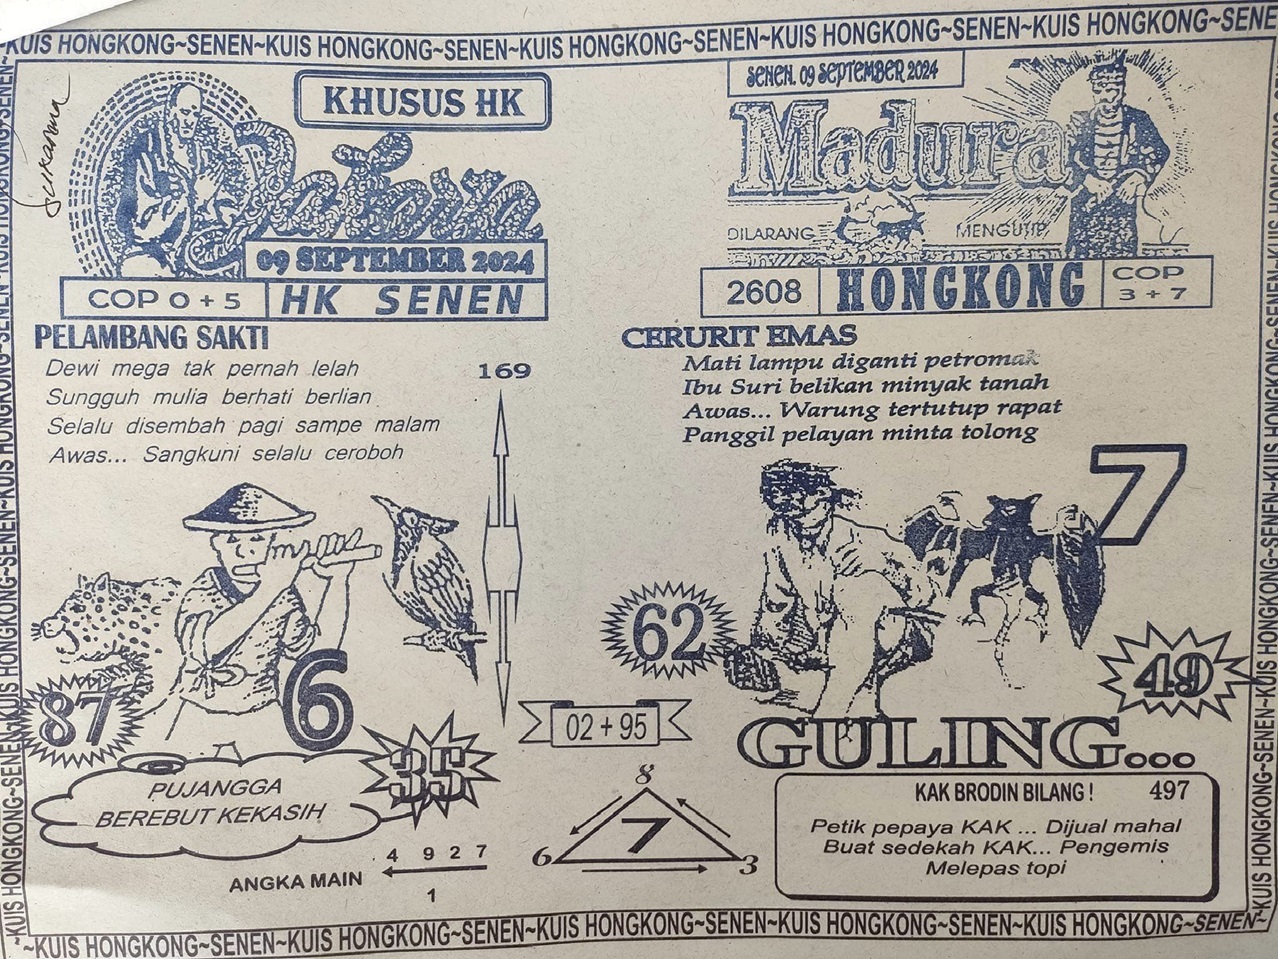 KUIS HONGKONG~SENEN~KUIS HONGKONG~SENEN~KUIS HONGKONG~SENEN~KUIS HONGKONG~SENEN~KUIS HONGKONG~SENE
KHUSUS HK
09 SEPTEMBER 2024
COP 0 + 5
HK SENEN
PELAMBANG SAKTI
Dewi mega tak pernah lelah
Sungguh mulia berhati berlian
Selalu disembah pagi sampe malam
Awas... Sangkuni selalu ceroboh
169
87
6
35
PUJANGGA
BEREBUT KEKASIH
ANGKA MAIN
4 9 2 7
1
02 + 95
8
7
6
3
SENEN. 09 SEPTEMBER 2024
Madura
DILARANG
MENGUTIP
2608
HONGKONG
COP
3 + 7
CERURIT EMAS
Mati lampu diganti petromak
Ibu Suri belikan minyak tanah
Awas... Warung tertutup rapat
Panggil pelayan minta tolong
7
62
49
GULING...
KAK BRODIN BILANG !
497
Petik pepaya KAK ... Dijual mahal
Buat sedekah KAK... Pengemis
Melepas topi
~KUIS HONGKONG~SENEN~KUIS HONGKONG~SENEN~KUIS HONGKONG~SENEN~KUIS HONGKONG~SENEN~KUIS HONGKONG~SENEN~